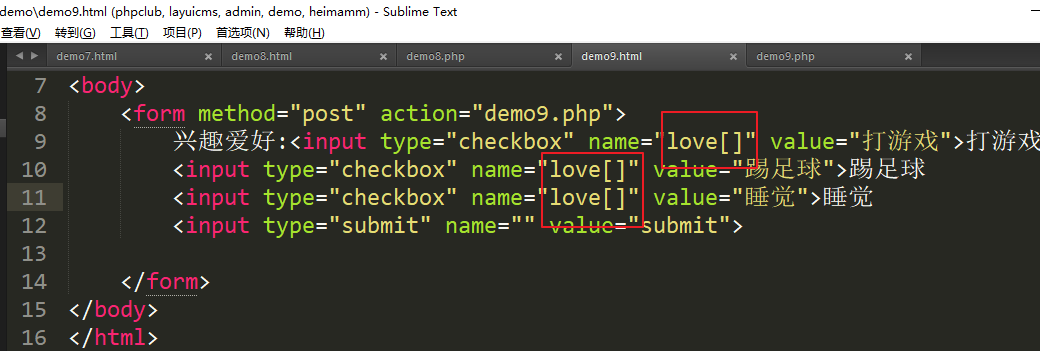 demo\demo9.html (phpclub, layuicms, admin, demo, heimamm) - Sublime Text
查看(V) 转到(G) 工具(T) 项目(P) 首选项(N) 帮助(H)
demo7.html × demo8.html × demo8.php × demo9.html × demo9.php ×
7 <body>
8 <form method="post" action="demo9.php">
9 兴趣爱好:<input type="checkbox" name="love[]" value="打游戏">打游戏
10 <input type="checkbox" name="love[]" value="踢足球">踢足球
11 <input type="checkbox" name="love[]" value="睡觉">睡觉
12 <input type="submit" name="" value="submit">
13
14 </form>
15 </body>
16 </html>